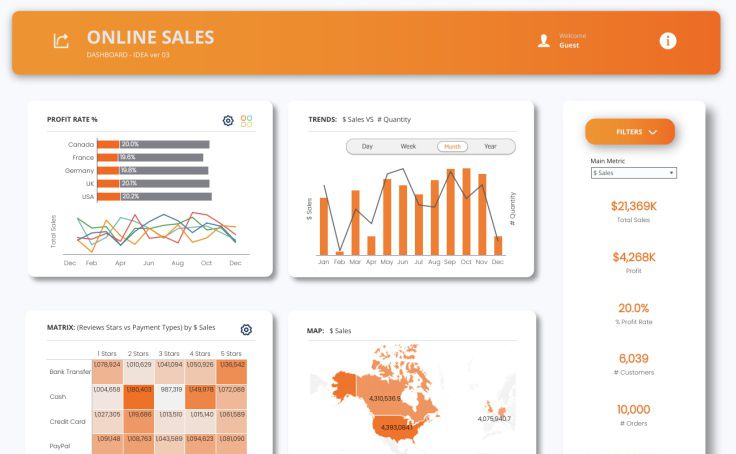 ONLINE SALES
DASHBOARD - IDEA ver 03
Welcome
Guest
PROFIT RATE %
Canada 20.0%
France 19.6%
Germany 19.8%
UK 20.1%
USA 20.2%
Total Sales
Dec Feb Apr Jun Aug Oct Dec
TRENDS: $ Sales VS # Quantity
Day Week Month Year
$ Sales
# Quantity
Jan Feb Mar Apr May Jun Jul Aug Sep Oct Nov Dec
FILTERS
Main Metric
$ Sales
$21,369K
Total Sales
$4,268K
Profit
20.0%
% Profit Rate
6,039
# Customers
10,000
# Orders
MATRIX: (Reviews Stars vs Payment Types) by $ Sales
1 Stars 2 Stars 3 Stars 4 Stars 5 Stars
Bank Transfer 1,078,924 1,010,629 1,041,094 1,050,926 1,136,542
Cash 1,004,658 1,180,403 987,319 1,149,978 1,072,088
Credit Card 1,027,305 1,119,686 1,013,510 1,015,140 1,061,589
PayPal 1,091,148 1,108,763 1,043,589 1,094,623 1,081,090
MAP: $ Sales
4,310,536.5
4,393,084.1
4,075,940.7